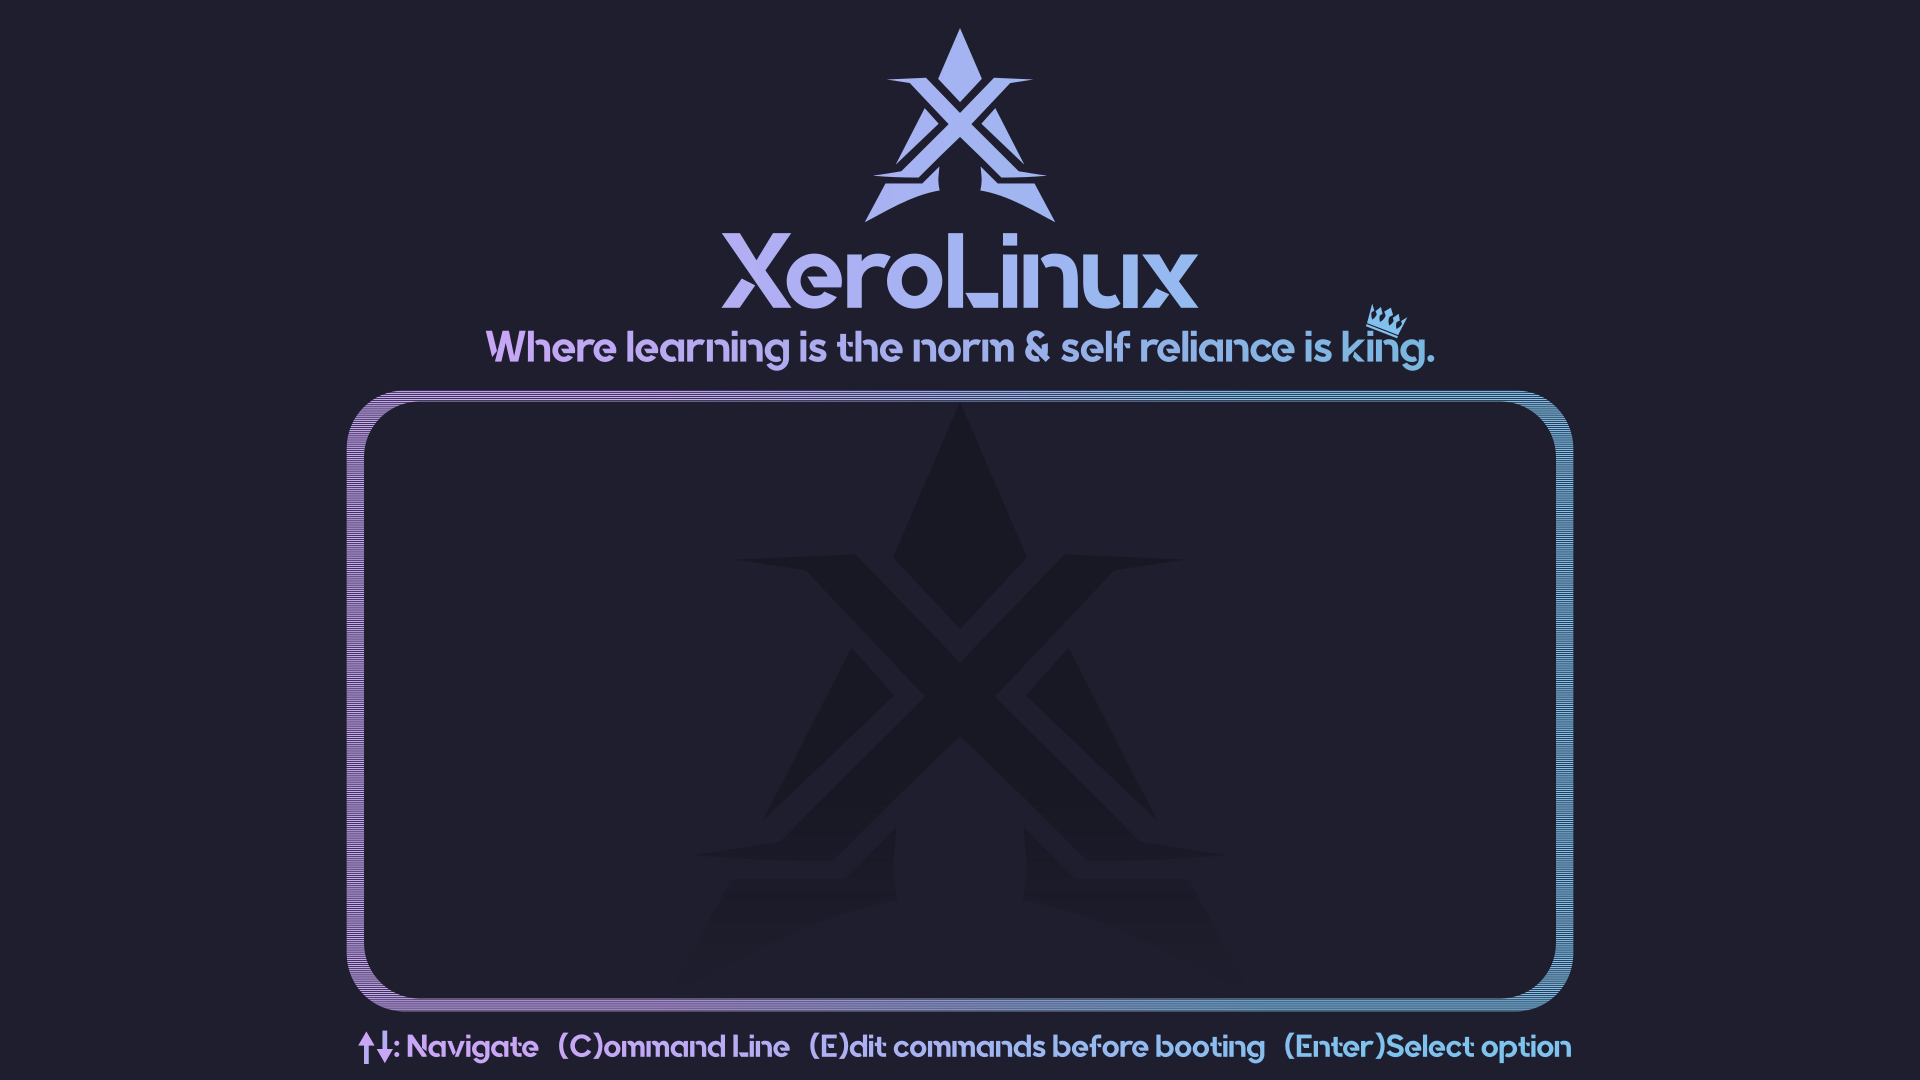 XeroLinux
Where learning is the norm & self reliance is king.
↑↓: Navigate (C)ommand Line (E)dit commands before booting (Enter)Select option